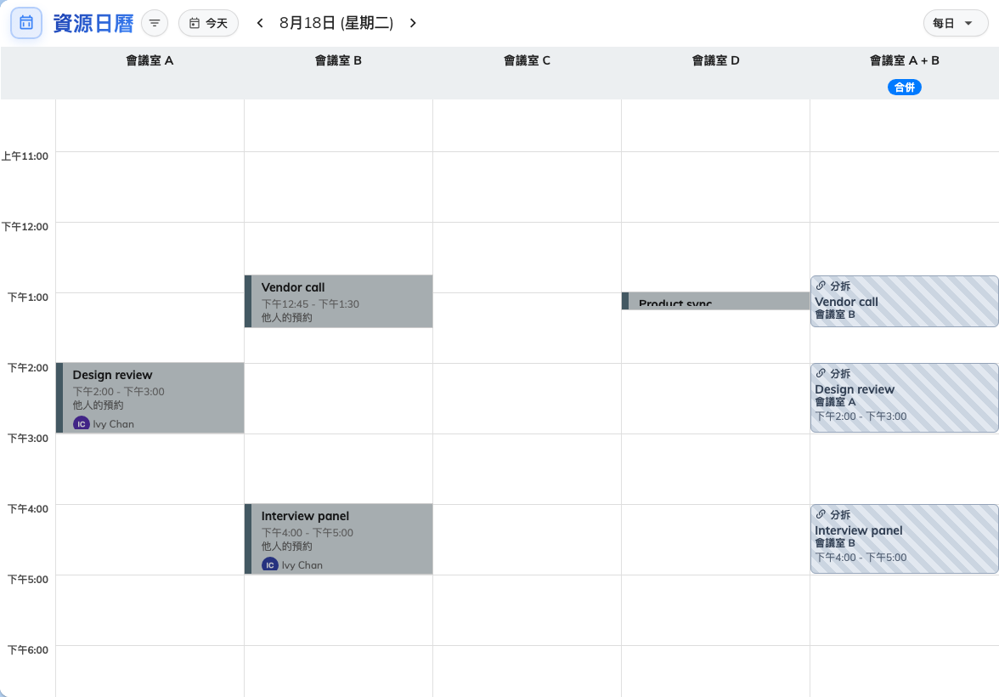 資源日曆
今天
8月18日 (星期二)
每日
會議室 A
會議室 B
會議室 C
會議室 D
會議室 A + B
合併
上午11:00
下午12:00
下午1:00
下午2:00
下午3:00
下午4:00
下午5:00
下午6:00
Design review
下午2:00 - 下午3:00
他人的預約
IC Ivy Chan
Vendor call
下午12:45 - 下午1:30
他人的預約
Interview panel
下午4:00 - 下午5:00
他人的預約
IC Ivy Chan
Product sync
分拆
Vendor call
會議室 B
分拆
Design review
會議室 A
下午2:00 - 下午3:00
分拆
Interview panel
會議室 B
下午4:00 - 下午5:00